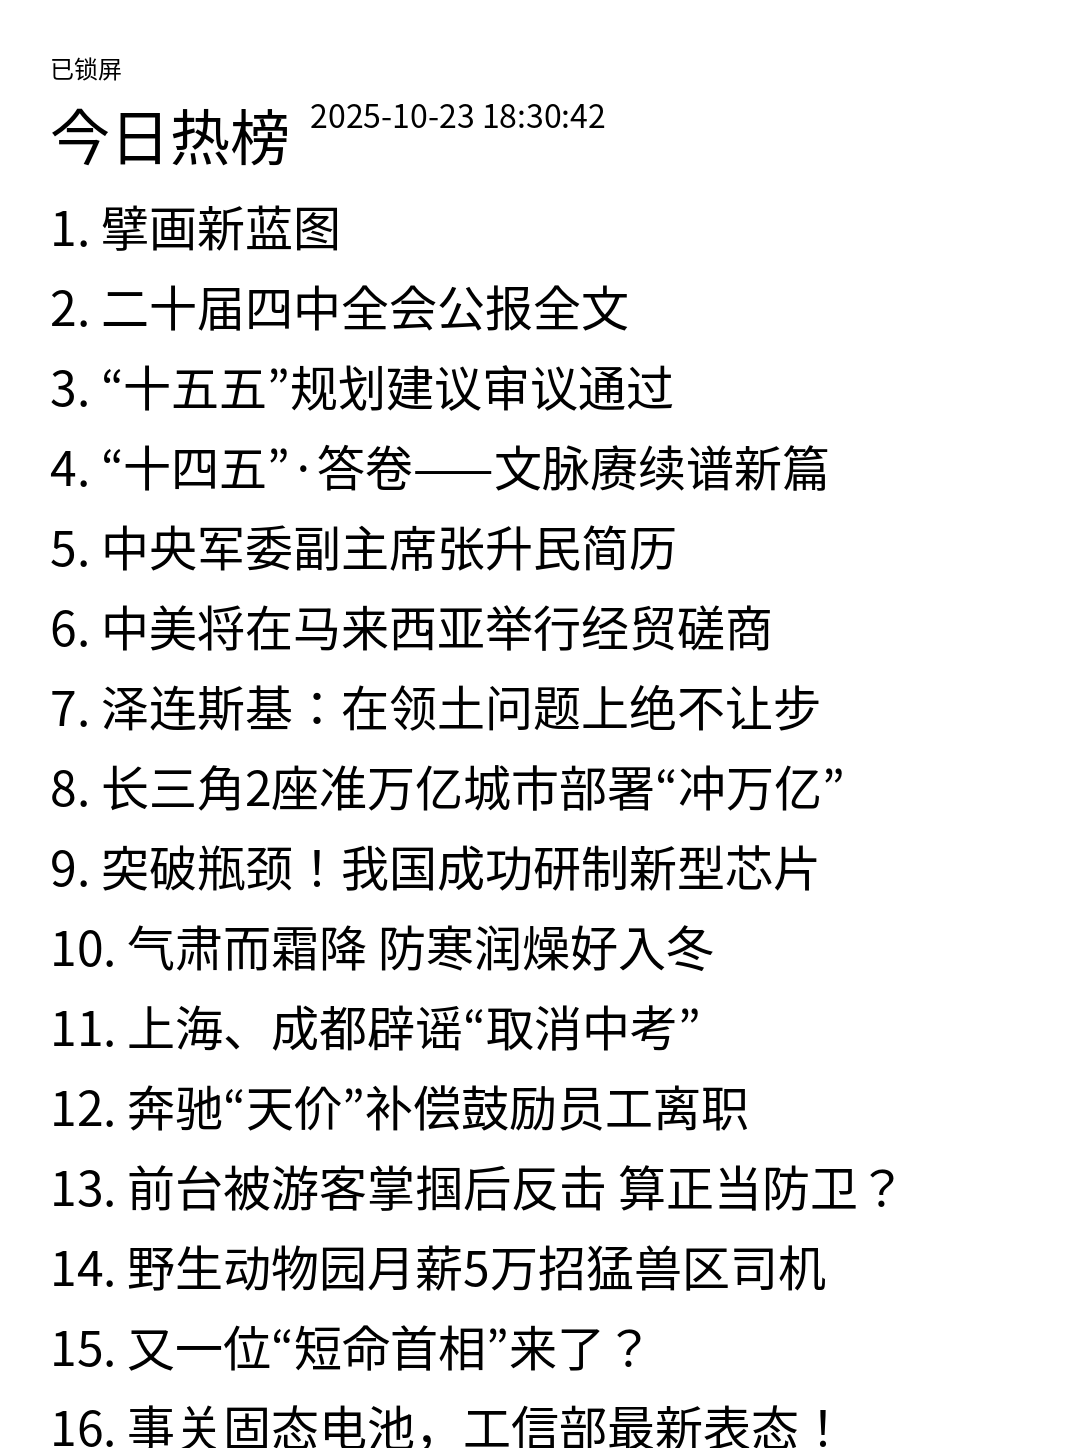 已锁屏
今日热榜 2025-10-23 18:30:42
1. 擘画新蓝图
2. 二十届四中全会公报全文
3. “十五五”规划建议审议通过
4. “十四五”·答卷——文脉赓续谱新篇
5. 中央军委副主席张升民简历
6. 中美将在马来西亚举行经贸磋商
7. 泽连斯基：在领土问题上绝不让步
8. 长三角2座准万亿城市部署“冲万亿”
9. 突破瓶颈！我国成功研制新型芯片
10. 气肃而霜降 防寒润燥好入冬
11. 上海、成都辟谣“取消中考”
12. 奔驰“天价”补偿鼓励员工离职
13. 前台被游客掌掴后反击 算正当防卫？
14. 野生动物园月薪5万招猛兽区司机
15. 又一位“短命首相”来了？
16. 事关固态电池，工信部最新表态！